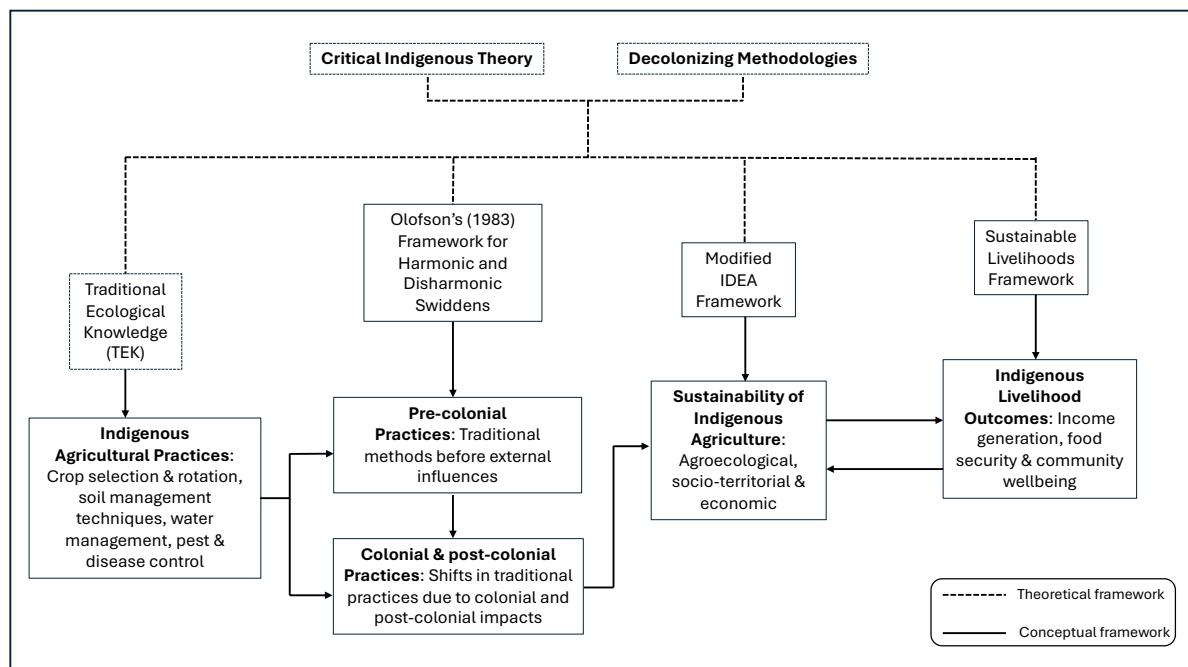 Critical Indigenous Theory
Decolonizing Methodologies
Olofson's (1983)
Framework for
Harmonic and
Disharmonic
Swiddens
Sustainable
Livelihoods
Framework
Modified
IDEA
Framework
Traditional
Ecological
Knowledge
(TEK)
Indigenous
Agricultural Practices:
Crop selection & rotation,
soil management
techniques, water
management, pest &
disease control
Pre-colonial
Practices: Traditional
methods before external
influences
Colonial & post-colonial
Practices: Shifts in traditional
practices due to colonial and
post-colonial impacts
Sustainability of
Indigenous
Agriculture:
Agroecological,
socio-territorial &
economic
Indigenous
Livelihood
Outcomes: Income
generation, food
security & community
wellbeing
Theoretical framework
Conceptual framework